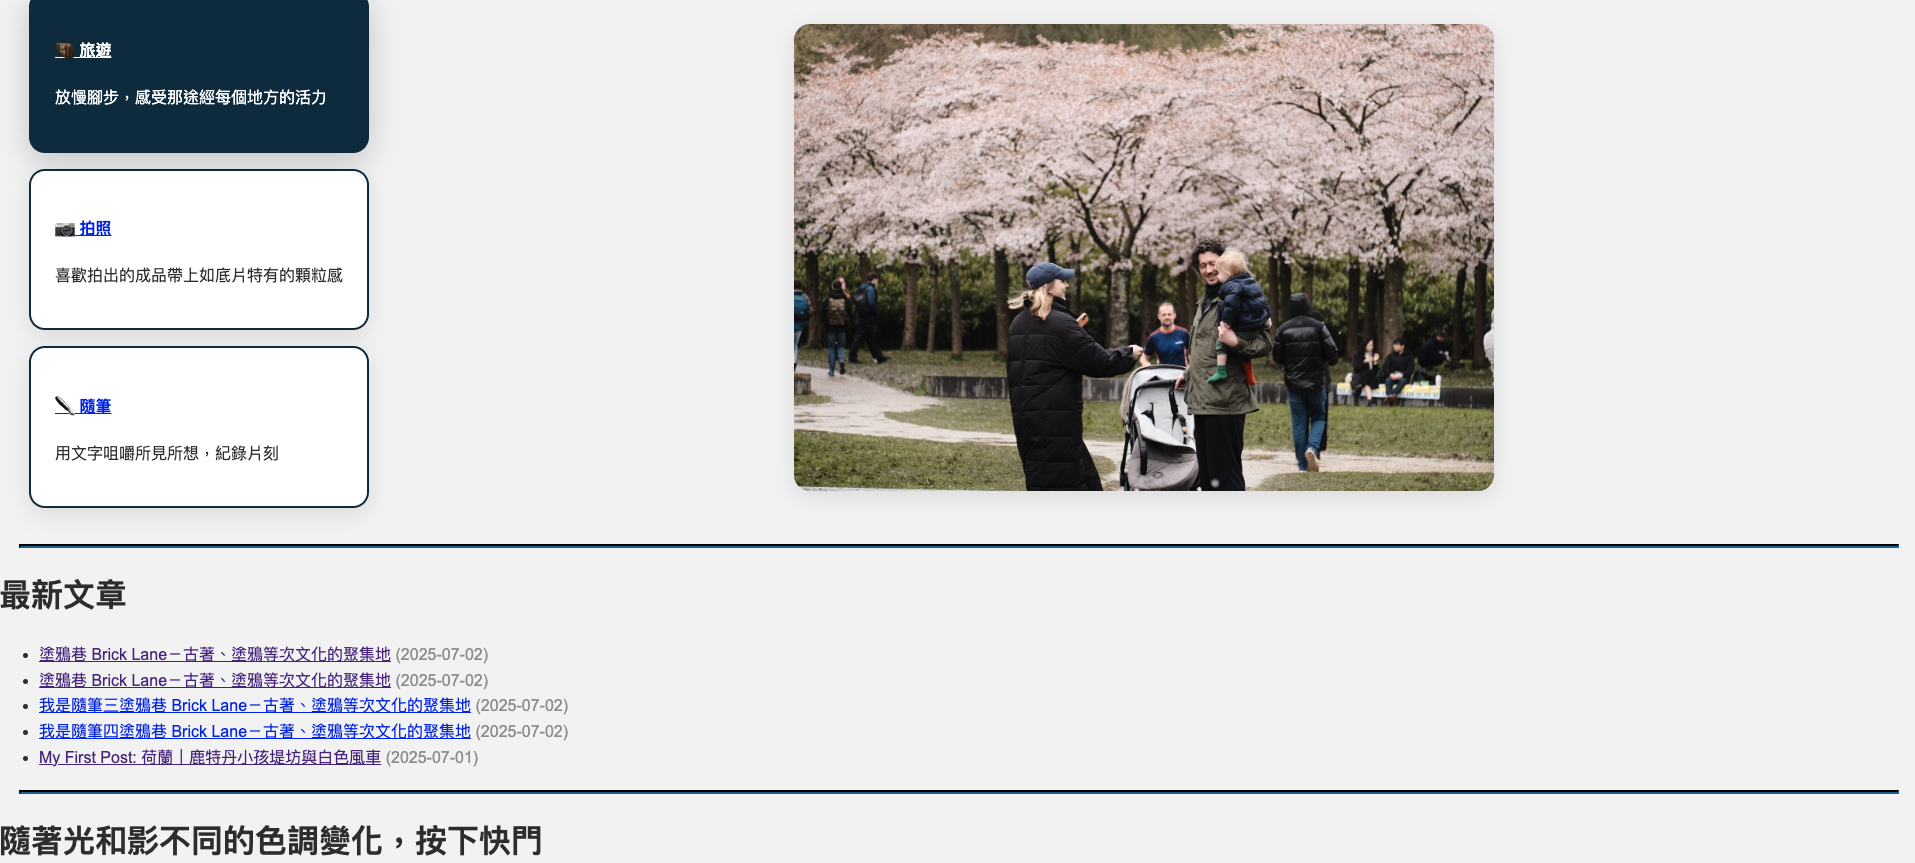 旅遊
放慢腳步，感受那途經每個地方的活力
拍照
喜歡拍出的成品帶上如底片特有的顆粒感
隨筆
用文字咀嚼所見所想，紀錄片刻
最新文章
塗鴉巷 Brick Lane－古著、塗鴉等次文化的聚集地 (2025-07-02)
塗鴉巷 Brick Lane－古著、塗鴉等次文化的聚集地 (2025-07-02)
我是隨筆三塗鴉巷 Brick Lane－古著、塗鴉等次文化的聚集地 (2025-07-02)
我是隨筆四塗鴉巷 Brick Lane－古著、塗鴉等次文化的聚集地 (2025-07-02)
My First Post: 荷蘭｜鹿特丹小孩堤坊與白色風車 (2025-07-01)
隨著光和影不同的色調變化，按下快門